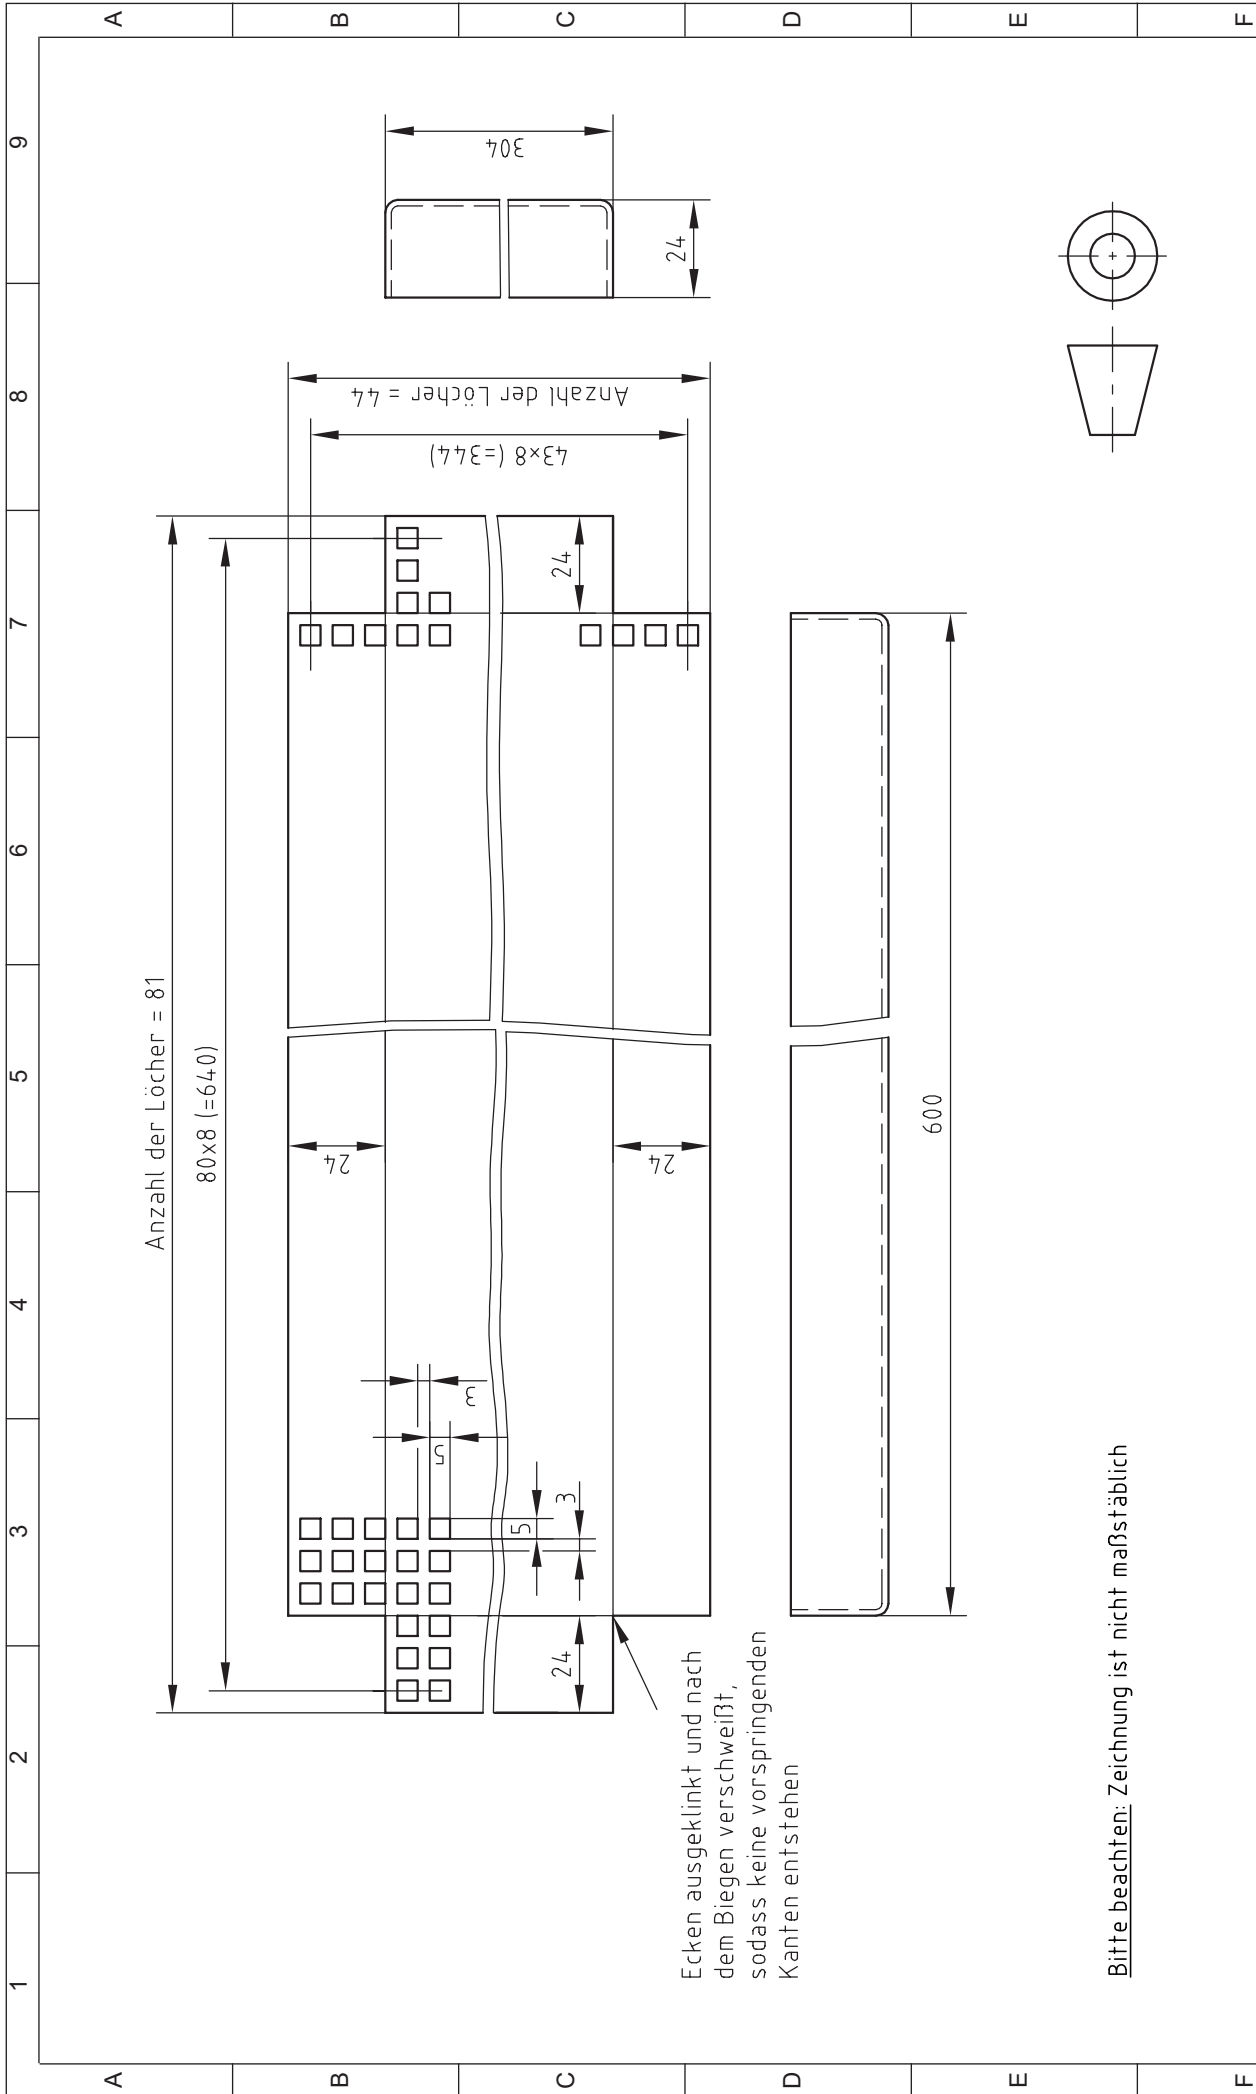 1
2
3
4
5
6
7
8
9
A
A
B
B
C
C
D
D
E
E
F
F
Anzahl der Löcher = 81
80x8 (=640)
24
24
3
5
5
3
24
24
43x8 (=344)
Anzahl der Löcher = 44
304
24
Ecken ausgeklinkt und nach
dem Biegen verschweißt,
sodass keine vorspringenden
Kanten entstehen
600
Bitte beachten: Zeichnung ist nicht maßstäblich